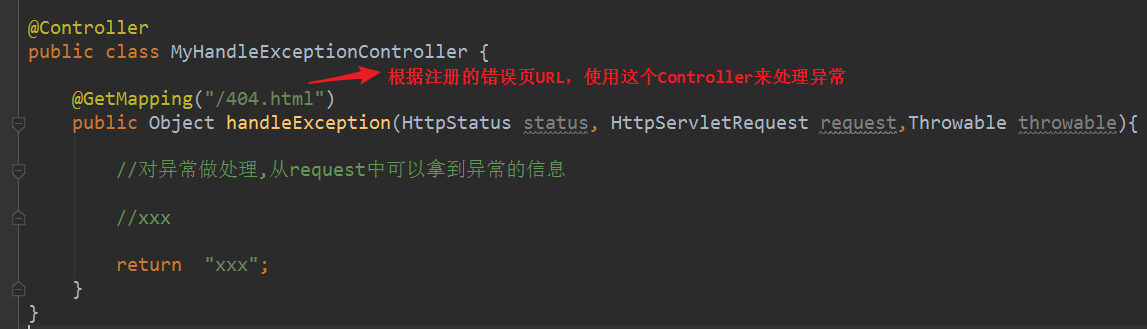 @Controller
public class MyHandleExceptionController {
根据注册的错误页URL，使用这个Controller来处理异常
@GetMapping("/404.html")
public Object handleException(HttpStatus status, HttpServletRequest request,Throwable throwable){
//对异常做处理,从request中可以拿到异常的信息
//xxx
return  "xxx";
}
}